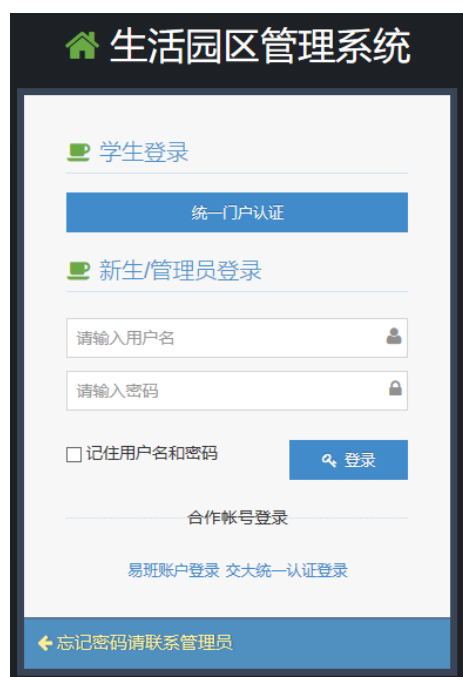 生活园区管理系统
学生登录
统一门户认证
新生/管理员登录
请输入用户名
请输入密码
记住用户名和密码
登录
合作帐号登录
易班账户登录 交大统一认证登录
忘记密码请联系管理员